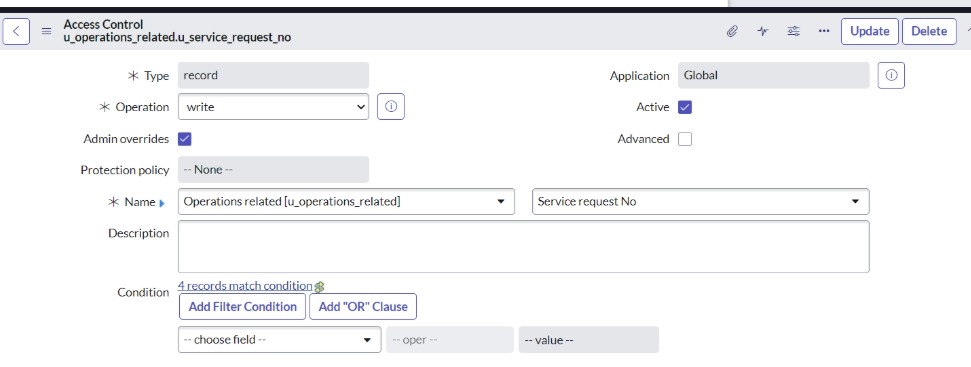 Access Control
u_operations_related.u_service_request_no
Update
Delete
* Type record
Application Global
* Operation write
Active
Admin overrides
Advanced
Protection policy -- None --
* Name Operations related [u_operations_related] Service request No
Description
Condition 4 records match condition
Add Filter Condition Add "OR" Clause
-- choose field -- -- oper -- -- value --